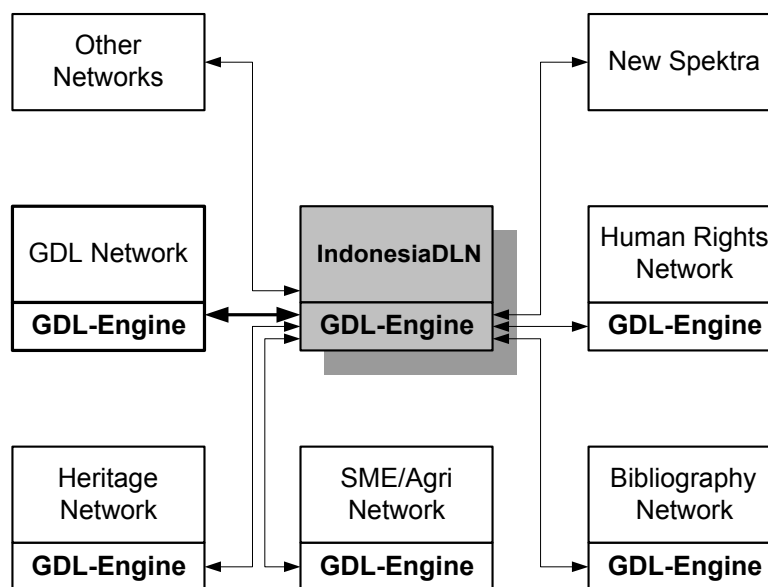 Other
Networks
New Spektra
GDL Network
GDL-Engine
IndonesiaDLN
GDL-Engine
Human Rights
Network
GDL-Engine
Heritage
Network
GDL-Engine
SME/Agri
Network
GDL-Engine
Bibliography
Network
GDL-Engine